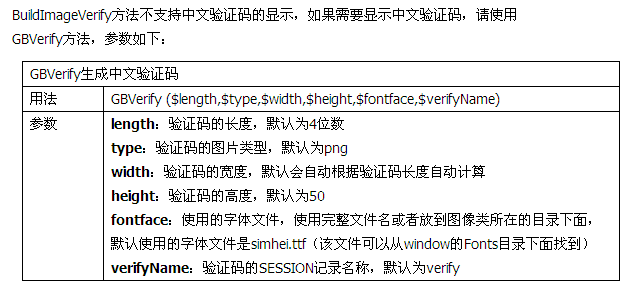 BuildImageVerify方法不支持中文验证码的显示，如果需要显示中文验证码，请使用
GBVerify方法，参数如下：
GBVerify生成中文验证码
用法 GBVerify ($length,$type,$width,$height,$fontface,$verifyName)
参数 length：验证码的长度，默认为4位数
type：验证码的图片类型，默认为png
width：验证码的宽度，默认会自动根据验证码长度自动计算
height：验证码的高度，默认为50
fontface：使用的字体文件，使用完整文件名或者放到图像类所在的目录下面，
默认使用的字体文件是simhei.ttf（该文件可以从window的Fonts目录下面找到）
verifyName：验证码的SESSION记录名称，默认为verify